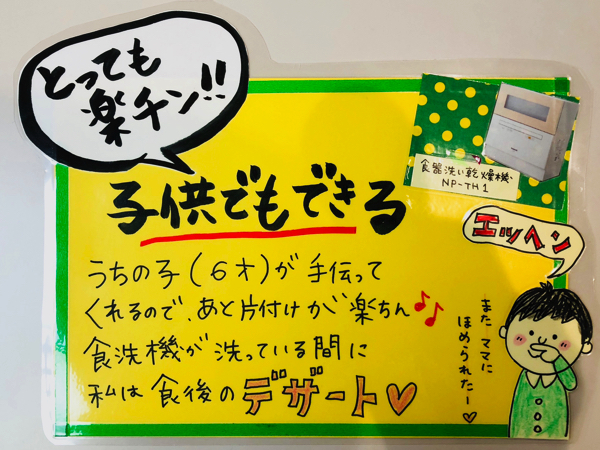 とっても
楽チン!!
食器洗い乾燥機
NP-TH1
子供でもできる
エッヘン
うちの子(6才)が手伝って
くれるので、あと片付けが楽ちん♪♪
食洗機が洗っている間に
私は食後のデザート♡
また ママに
ほめられたー♡